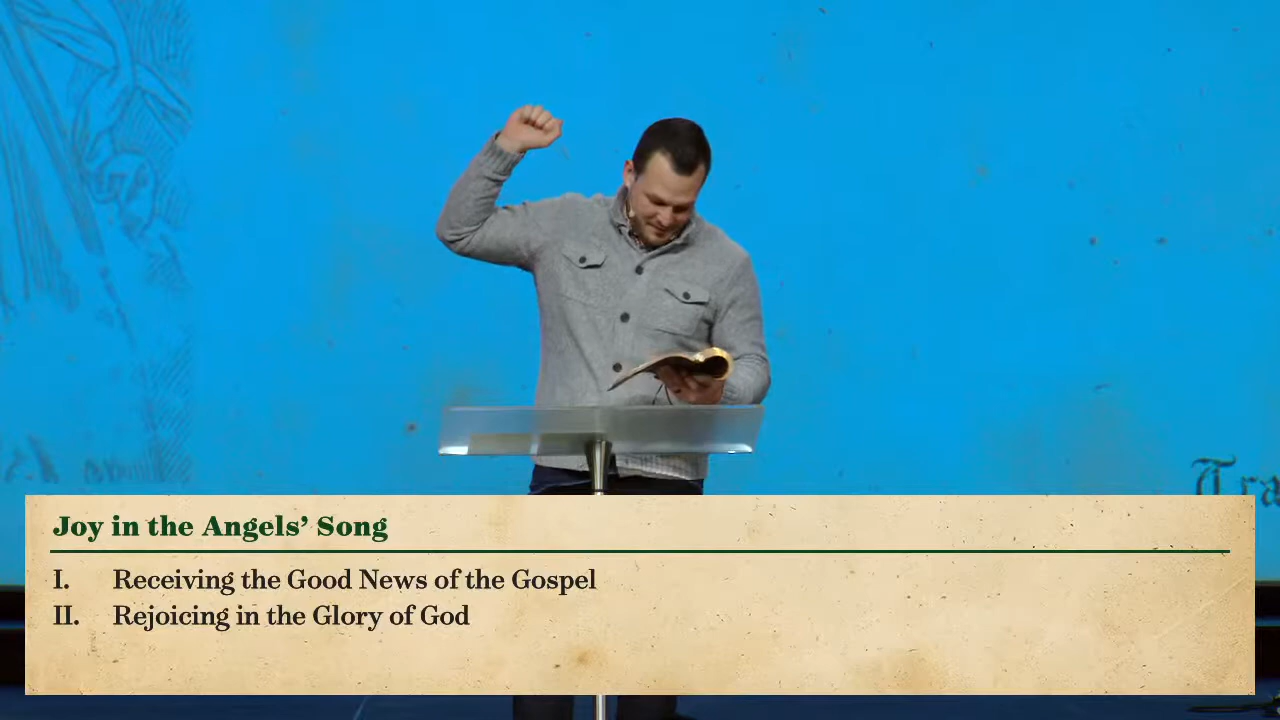 Joy in the Angels’ Song
I. Receiving the Good News of the Gospel
II. Rejoicing in the Glory of God